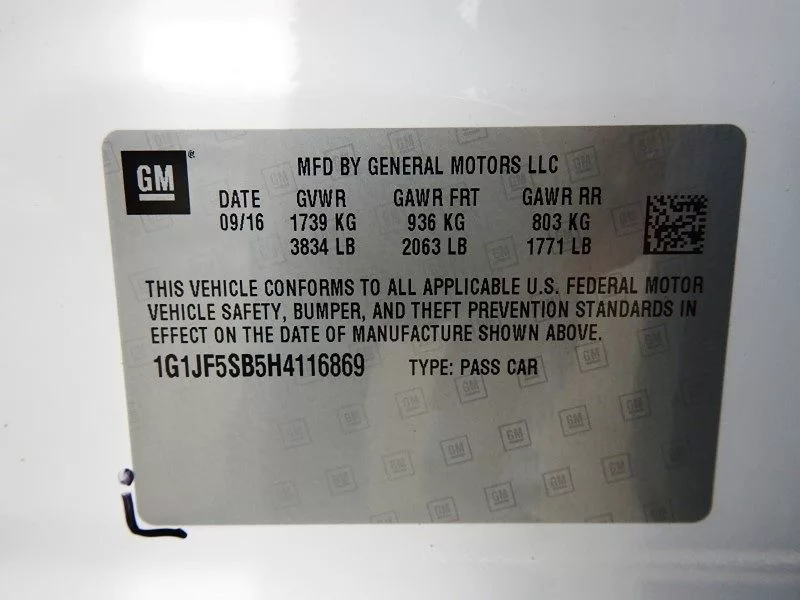 GM ® MFD BY GENERAL MOTORS LLC
DATE GVWR GAWR FRT GAWR RR
09/16 1739 KG 936 KG 803 KG
3834 LB 2063 LB 1771 LB
THIS VEHICLE CONFORMS TO ALL APPLICABLE U.S. FEDERAL MOTOR
VEHICLE SAFETY, BUMPER, AND THEFT PREVENTION STANDARDS IN
EFFECT ON THE DATE OF MANUFACTURE SHOWN ABOVE.
1G1JF5SB5H4116869 TYPE: PASS CAR